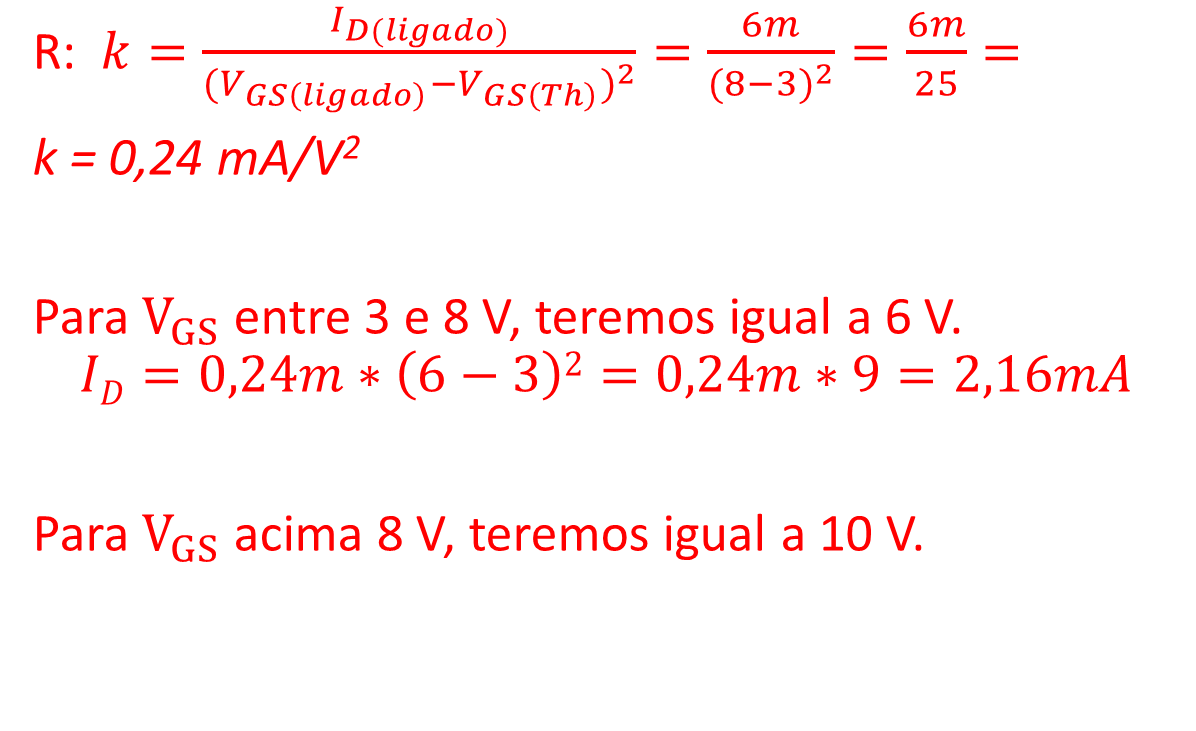 R: k = I_D(ligado) / (V_GS(ligado) − V_GS(Th))² = 6m / (8−3)² = 6m / 25 =
k = 0,24 mA/V²
Para V_GS entre 3 e 8 V, teremos igual a 6 V.
I_D = 0,24m ∗ (6 − 3)² = 0,24m ∗ 9 = 2,16mA
Para V_GS acima 8 V, teremos igual a 10 V.